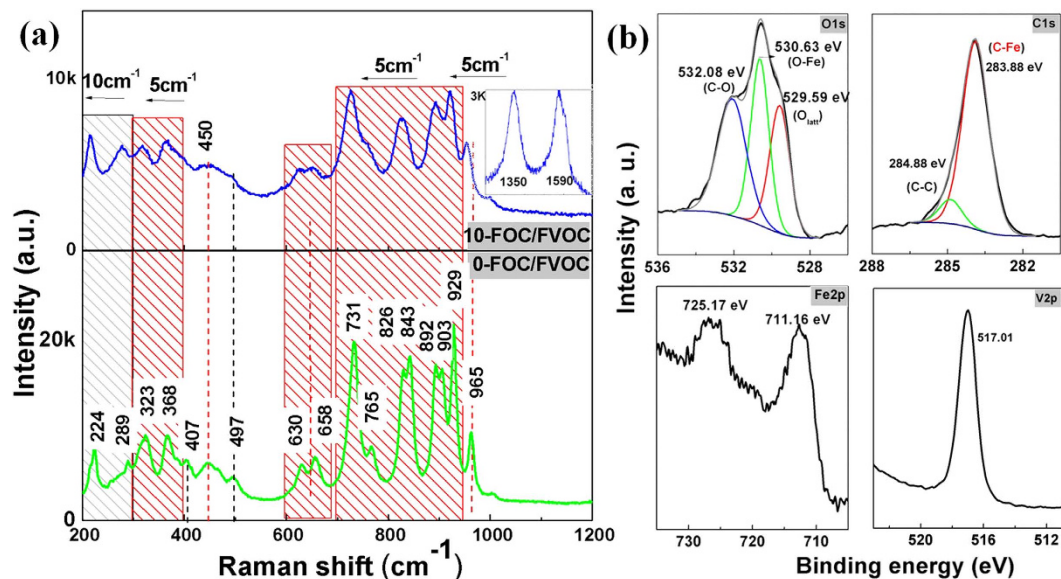 (a)
10cm⁻¹
5cm⁻¹
5cm⁻¹
5cm⁻¹
10k
450
3K
1350
1590
10-FOC/FVOC
0
0-FOC/FVOC
20k
0
224
289
323
368
407
497
630
658
731
765
826
843
892
903
929
965
200
400
600
800
1000
1200
Intensity (a.u.)
Raman shift (cm⁻¹)
(b)
O1s
532.08 eV
(C-O)
530.63 eV
(O-Fe)
529.59 eV
(Olatt)
536
532
528
C1s
(C-Fe)
283.88 eV
284.88 eV
(C-C)
288
285
282
Fe2p
725.17 eV
711.16 eV
730
720
710
V2p
517.01
520
516
512
Intensity (a. u.)
Binding energy (eV)